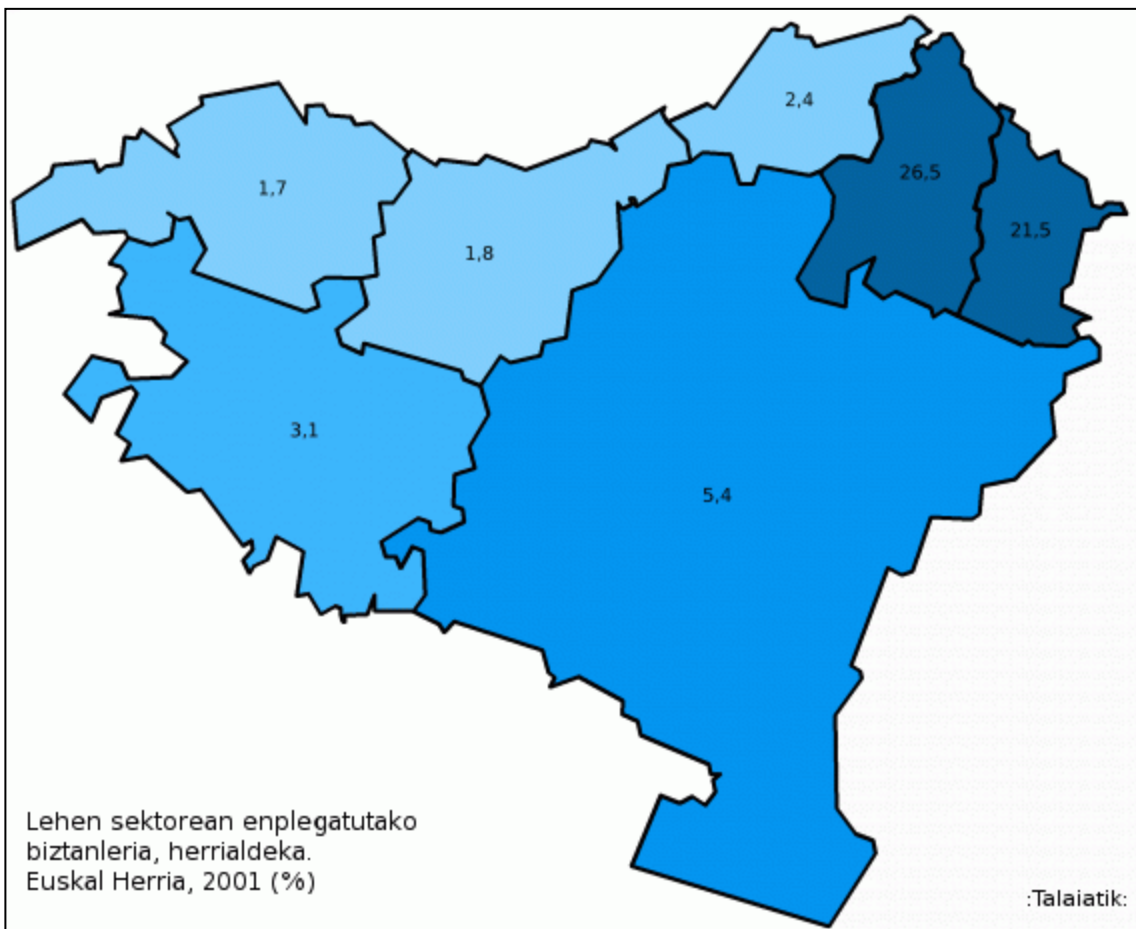 2,4
26,5
1,7
21,5
1,8
3,1
5,4
Lehen sektorean enplegatutako
biztanleria, herrialdeka.
Euskal Herria, 2001 (%)
:Talaiatik: